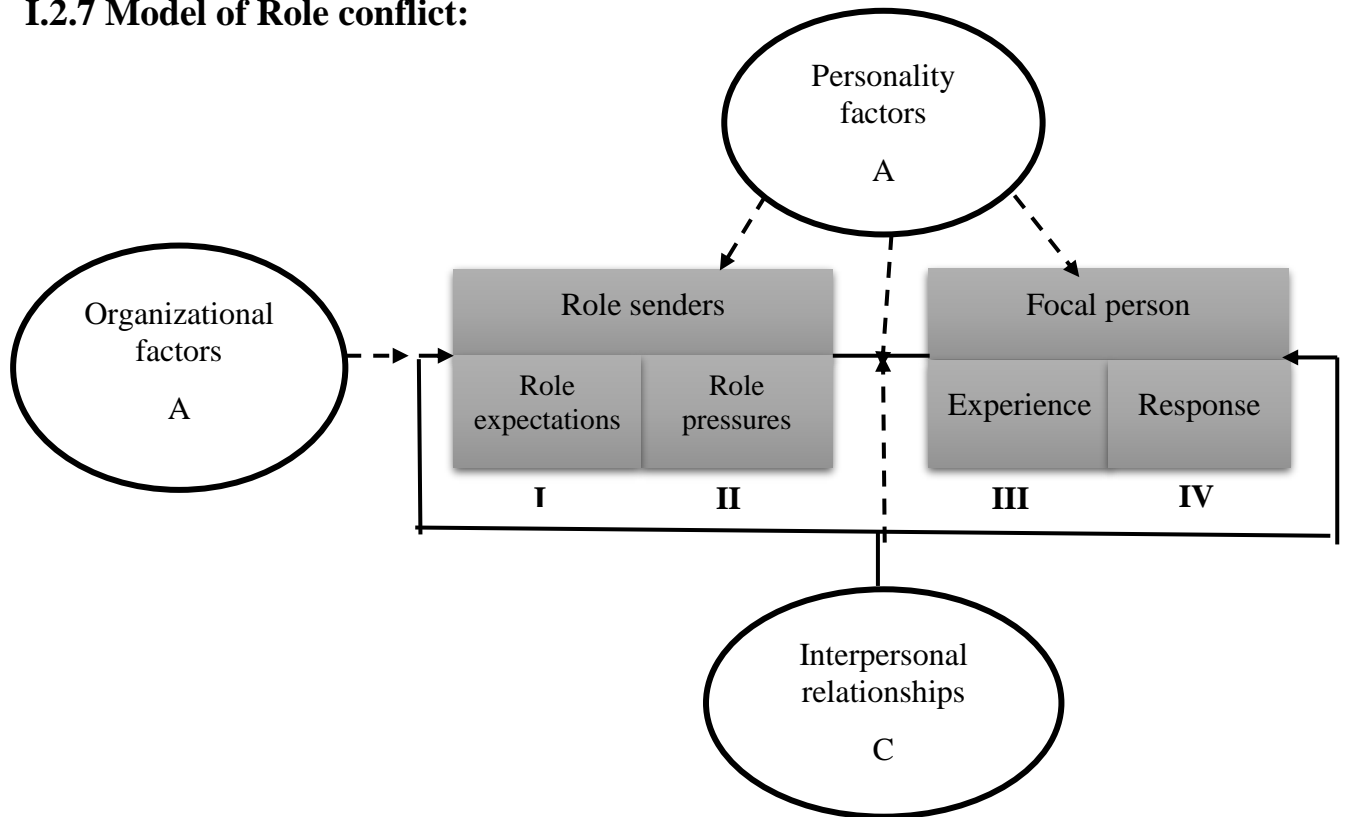 I.2.7 Model of Role conflict:
Personality
factors
A
Organizational
factors
A
Role senders
Role
expectations
Role
pressures
Focal person
Experience
Response
I
II
III
IV
Interpersonal
relationships
C